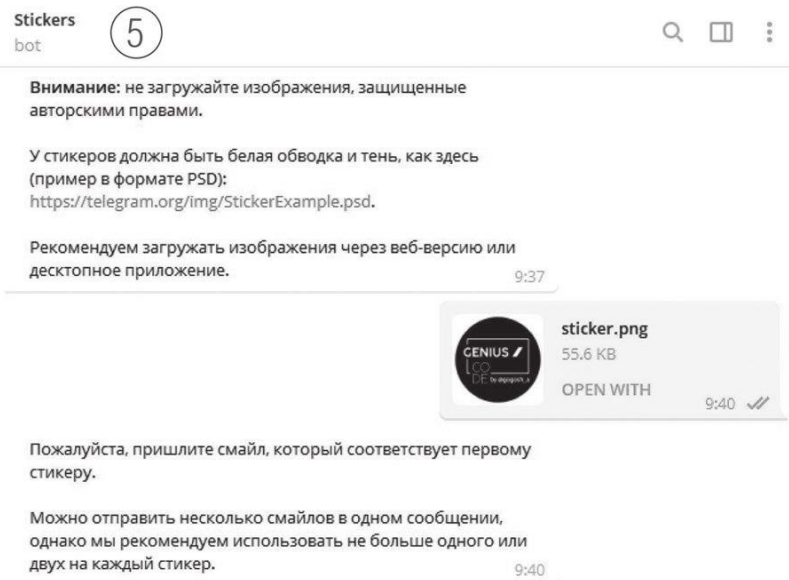 Stickers
bot
5
Внимание: не загружайте изображения, защищенные
авторскими правами.
У стикеров должна быть белая обводка и тень, как здесь
(пример в формате PSD):
https://telegram.org/img/StickerExample.psd.
Рекомендуем загружать изображения через веб-версию или
десктопное приложение.
9:37
GENIUS
CO
DE
sticker.png
55.6 KB
OPEN WITH
9:40
Пожалуйста, пришлите смайл, который соответствует первому
стикеру.
Можно отправить несколько смайлов в одном сообщении,
однако мы рекомендуем использовать не больше одного или
двух на каждый стикер.
9:40